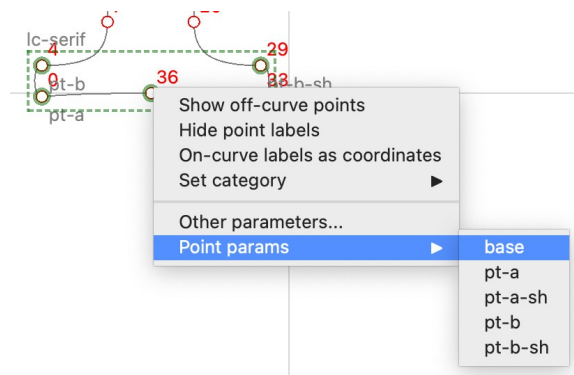 lc-serif
4
29
0
pt-b
36
33
pt-b-sh
pt-a
Show off-curve points
Hide point labels
On-curve labels as coordinates
Set category
Other parameters...
Point params
base
pt-a
pt-a-sh
pt-b
pt-b-sh